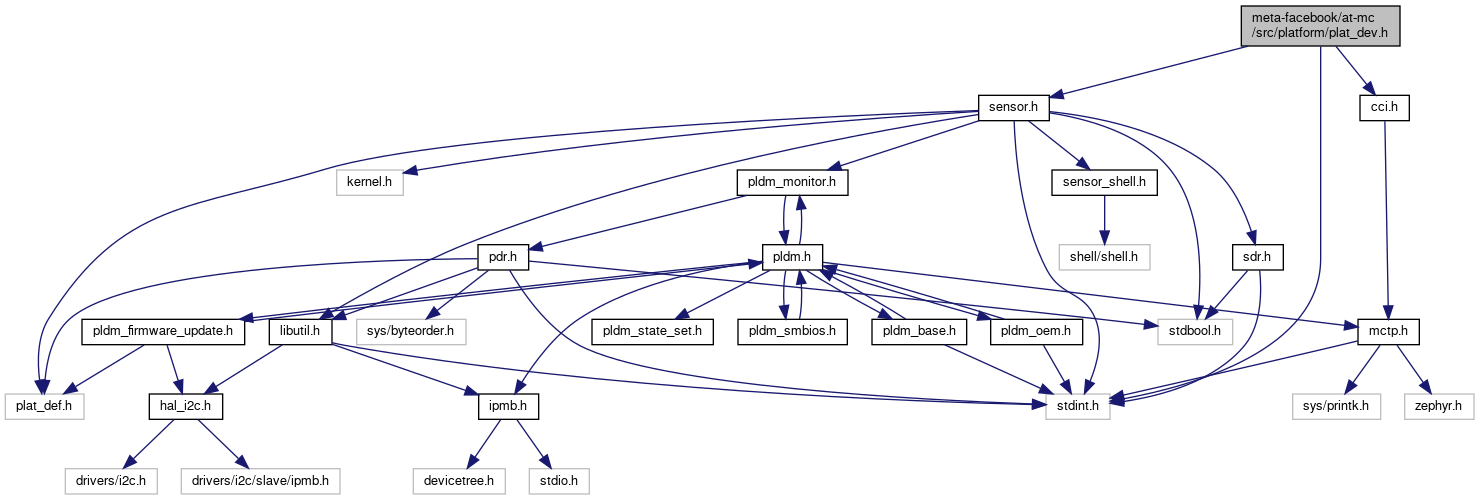 meta-facebook/at-mc
/src/platform/plat_dev.h
sensor.h
cci.h
kernel.h
pldm_monitor.h
sensor_shell.h
pdr.h
pldm.h
shell/shell.h
sdr.h
pldm_firmware_update.h
libutil.h
sys/byteorder.h
pldm_state_set.h
pldm_smbios.h
pldm_base.h
pldm_oem.h
stdbool.h
mctp.h
plat_def.h
hal_i2c.h
ipmb.h
stdint.h
sys/printk.h
zephyr.h
drivers/i2c.h
drivers/i2c/slave/ipmb.h
devicetree.h
stdio.h